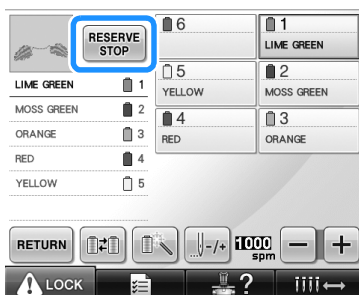 RESERVE
STOP
LIME GREEN 1
MOSS GREEN 2
ORANGE 3
RED 4
YELLOW 5
6
1
LIME GREEN
5
YELLOW
2
MOSS GREEN
4
RED
3
ORANGE
RETURN
-/+
1000
spm
- +
LOCK
?